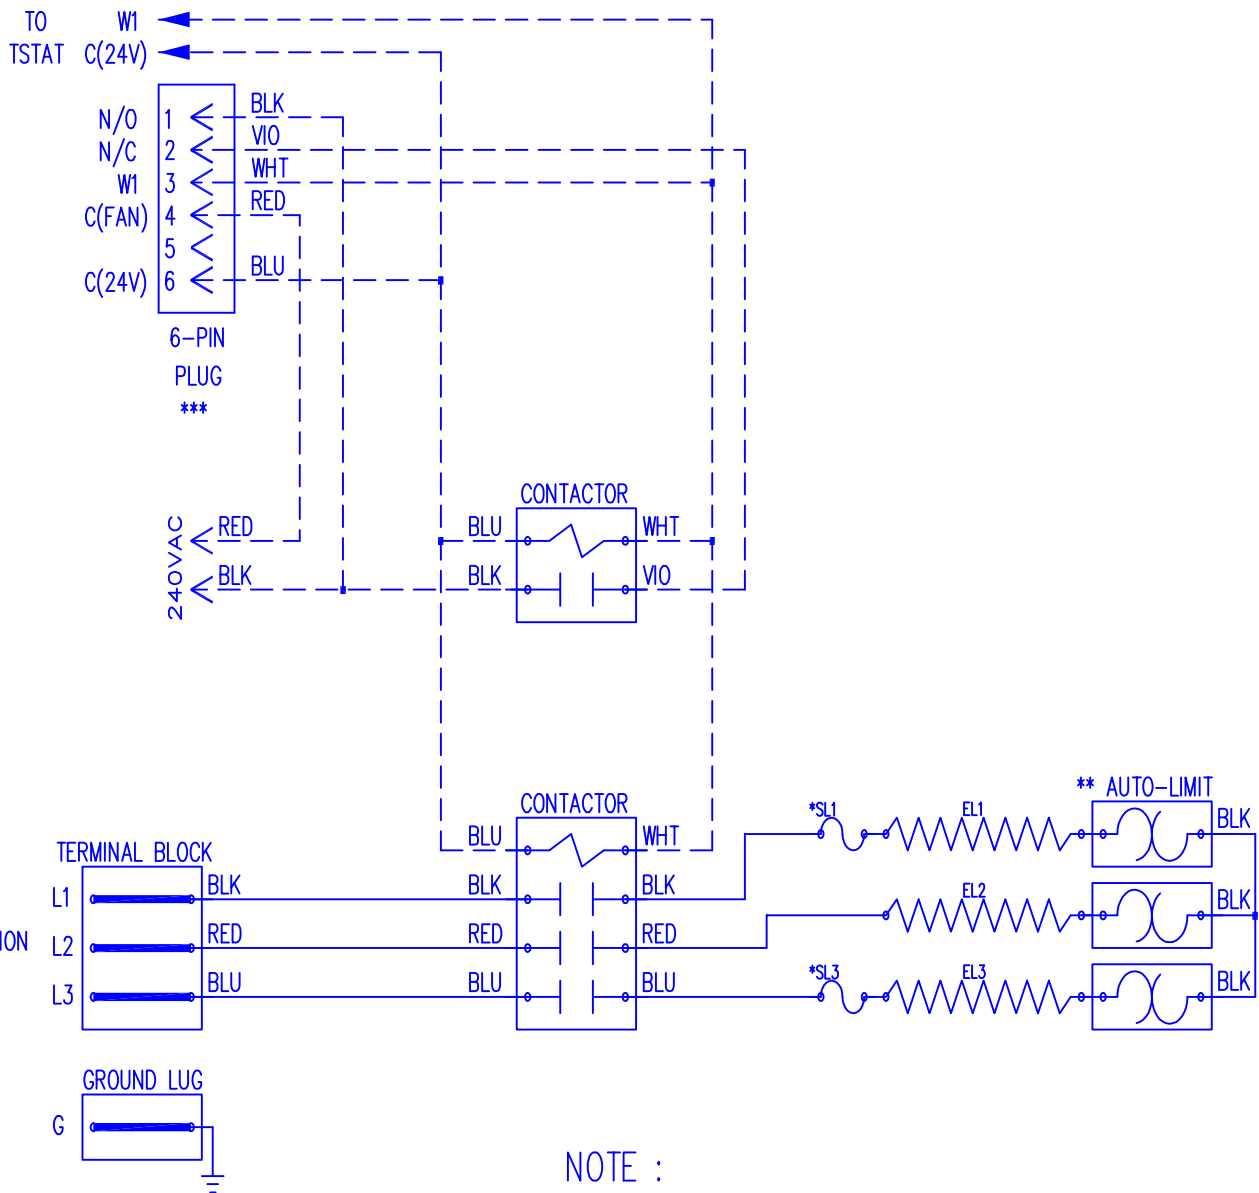 TO W1
TSTAT C(24V)
N/O 1 BLK
N/C 2 VIO
W1 3 WHT
C(FAN) 4 RED
5
C(24V) 6 BLU
6-PIN
PLUG
***
240VAC
RED
BLK
CONTACTOR
BLU WHT
BLK VIO
CONTACTOR
BLU WHT
BLK BLK
RED RED
BLU BLU
TERMINAL BLOCK
L1 BLK
L2 RED
L3 BLU
*SL1 EL1
EL2
*SL3 EL3
** AUTO-LIMIT
BLK
BLK
BLK
GROUND LUG
G
NOTE :